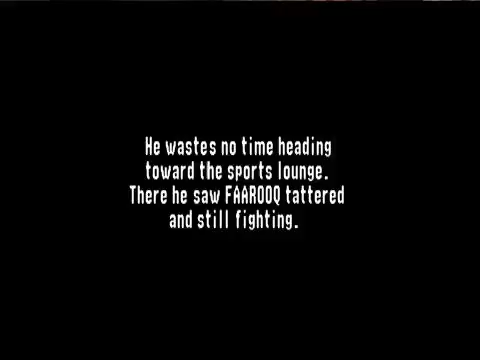 He wastes no time heading
toward the sports lounge.
There he saw FAAROOQ tattered
and still fighting.